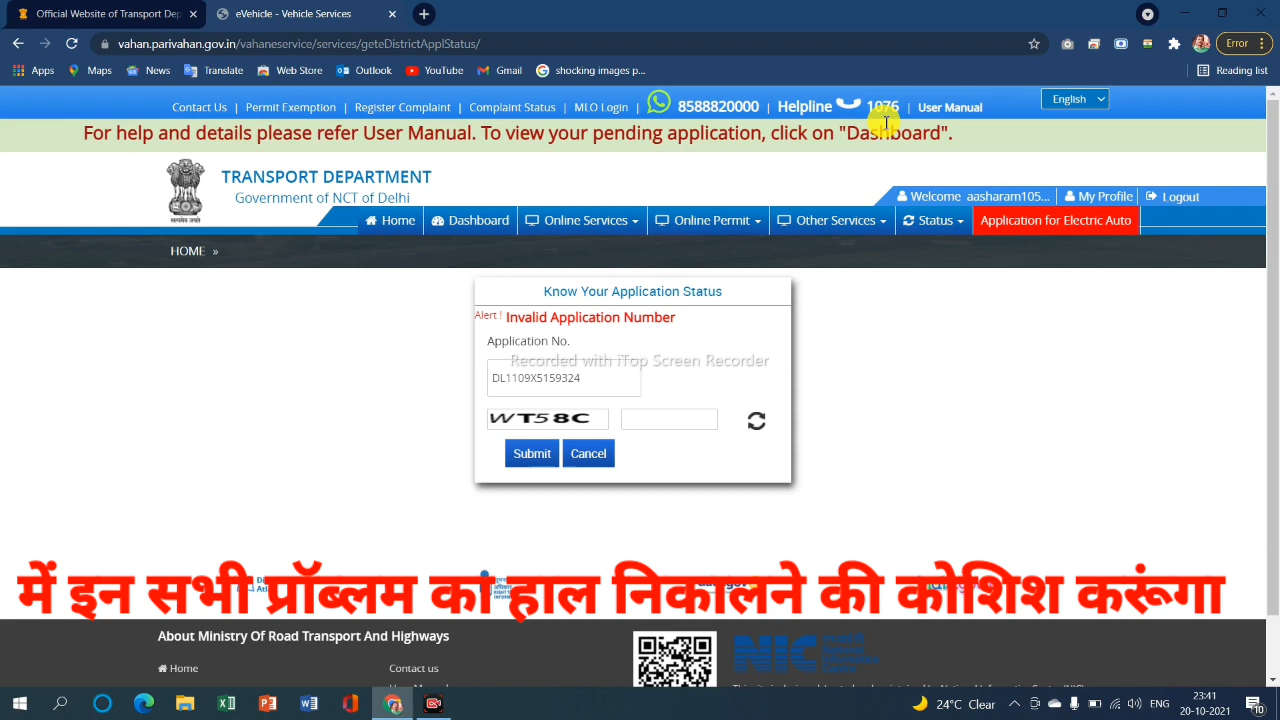 Official Website of Transport Dep
eVehicle - Vehicle Services
vahan.parivahan.gov.in/vahaneservice/services/geteDistrictApplStatus/
Error
Apps Maps News Translate Web Store Outlook YouTube Gmail shocking images p... Reading list
Contact Us | Permit Exemption | Register Complaint | Complaint Status | MLO Login | 8588820000 | Helpline 1076 | User Manual
English
For help and details please refer User Manual. To view your pending application, click on "Dashboard".
TRANSPORT DEPARTMENT
Government of NCT of Delhi
Welcome aasharam105... My Profile Logout
Home Dashboard Online Services Online Permit Other Services Status Application for Electric Auto
HOME »
Know Your Application Status
Alert ! Invalid Application Number
Application No.
Recorded with iTop Screen Recorder
DL1109X5159324
WT58C
Submit Cancel
में इन सभी प्रॉब्लम का हाल निकालने की कोशिश करूंगा
About Ministry Of Road Transport And Highways
NIC
Home Contact us
23:41
24°C Clear ENG
20-10-2021
10